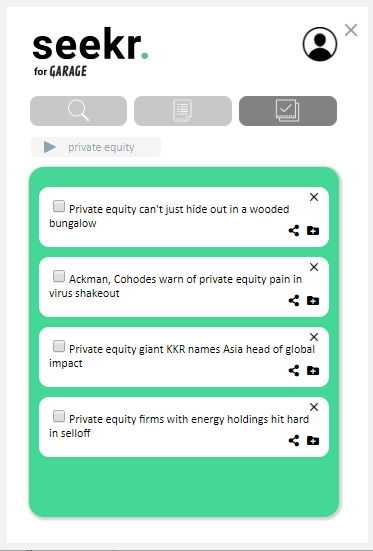 seekr.
for GARAGE
private equity
Private equity can't just hide out in a wooded
bungalow
Ackman, Cohodes warn of private equity pain in
virus shakeout
Private equity giant KKR names Asia head of global
impact
Private equity firms with energy holdings hit hard
in selloff